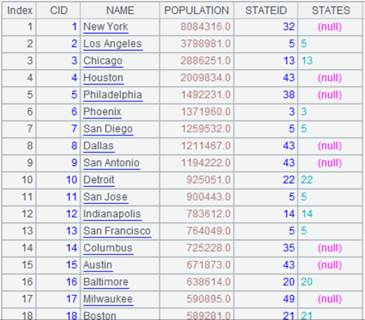 Index CID NAME POPULATION STATEID STATES
1 1 New York 8084316.0 32 (null)
2 2 Los Angeles 3798981.0 5 5
3 3 Chicago 2886251.0 13 13
4 4 Houston 2009834.0 43 (null)
5 5 Philadelphia 1492231.0 38 (null)
6 6 Phoenix 1371960.0 3 3
7 7 San Diego 1259532.0 5 5
8 8 Dallas 1211467.0 43 (null)
9 9 San Antonio 1194222.0 43 (null)
10 10 Detroit 925051.0 22 22
11 11 San Jose 900443.0 5 5
12 12 Indianapolis 783612.0 14 14
13 13 San Francisco 764049.0 5 5
14 14 Columbus 725228.0 35 (null)
15 15 Austin 671873.0 43 (null)
16 16 Baltimore 638614.0 20 20
17 17 Milwaukee 590895.0 49 (null)
18 18 Boston 589281.0 21 21